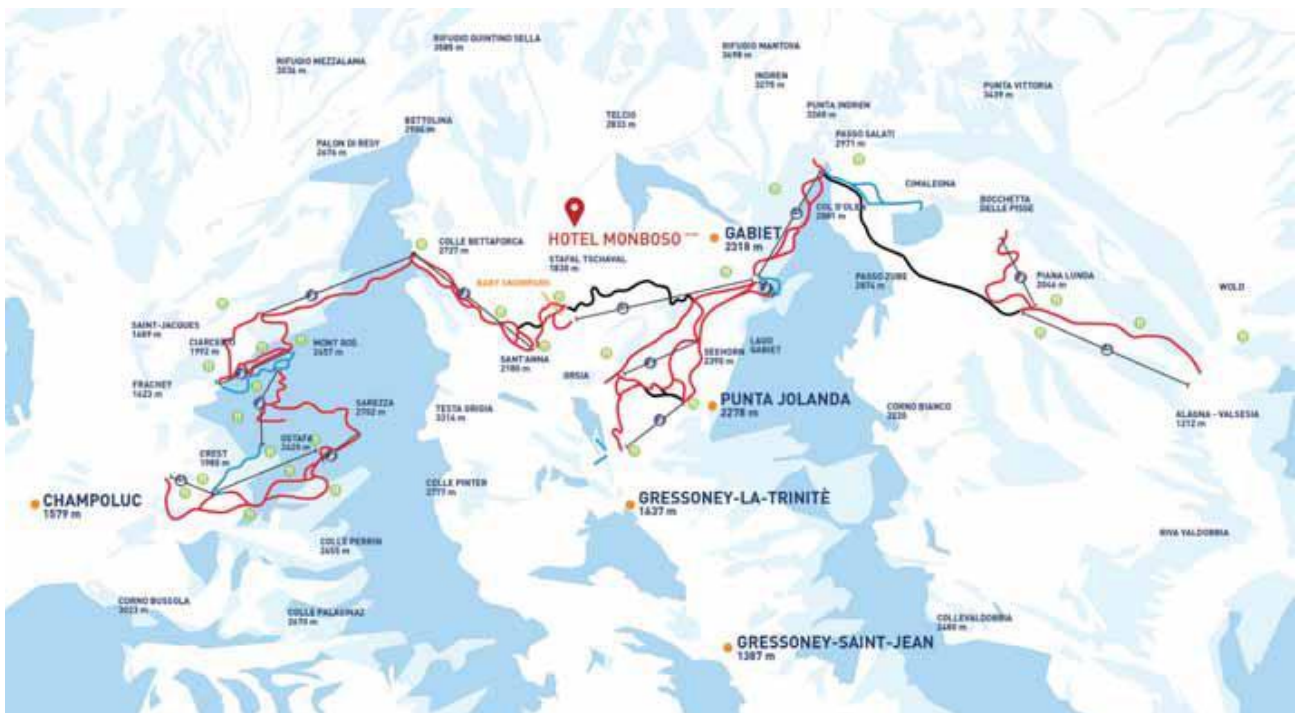 RIFUGIO QUINTINO SELLA
3585 m
RIFUGIO MEZZALAMA
3036 m
RIFUGIO MANTOVA
3498 m
INDREN
3275 m
PUNTA VITTORIA
3439 m
BETTOLINA
2986 m
TELCIO
2833 m
PUNTA INDREN
3260 m
PALON DI RESY
2676 m
PASSO SALATI
2971 m
CIMALEGNA
BOCCHETTA
DELLE PISSE
COL D'OLEN
2881 m
HOTEL MONBOSO
GABIET
2318 m
COLLE BETTAFORCA
2727 m
STAFAL TSCHAVAL
1830 m
BABY SNOWPARK
PASSO ZUBE
2874 m
PIANA LUNGA
2046 m
WOLD
SAINT-JACQUES
1689 m
CIARCERIO
1992 m
MONT ROS
2457 m
SANT'ANNA
2180 m
ORSIA
SEEHORN
2390 m
LAGO
GABIET
FRACHEY
1623 m
SAREZZA
2702 m
TESTA GRIGIA
3314 m
PUNTA JOLANDA
2278 m
CORNO BIANCO
ALAGNA - VALSESIA
1212 m
OSTAFA
2420 m
CREST
1980 m
COLLE PINTER
2777 m
CHAMPOLUC
1579 m
GRESSONEY-LA-TRINITÈ
1637 m
COLLE PERRIN
2655 m
RIVA VALDOBBIA
CORNO BUSSOLA
3023 m
COLLE PALASINAZ
2670 m
COLLEVALDOBBIA
2480 m
GRESSONEY-SAINT-JEAN
1387 m